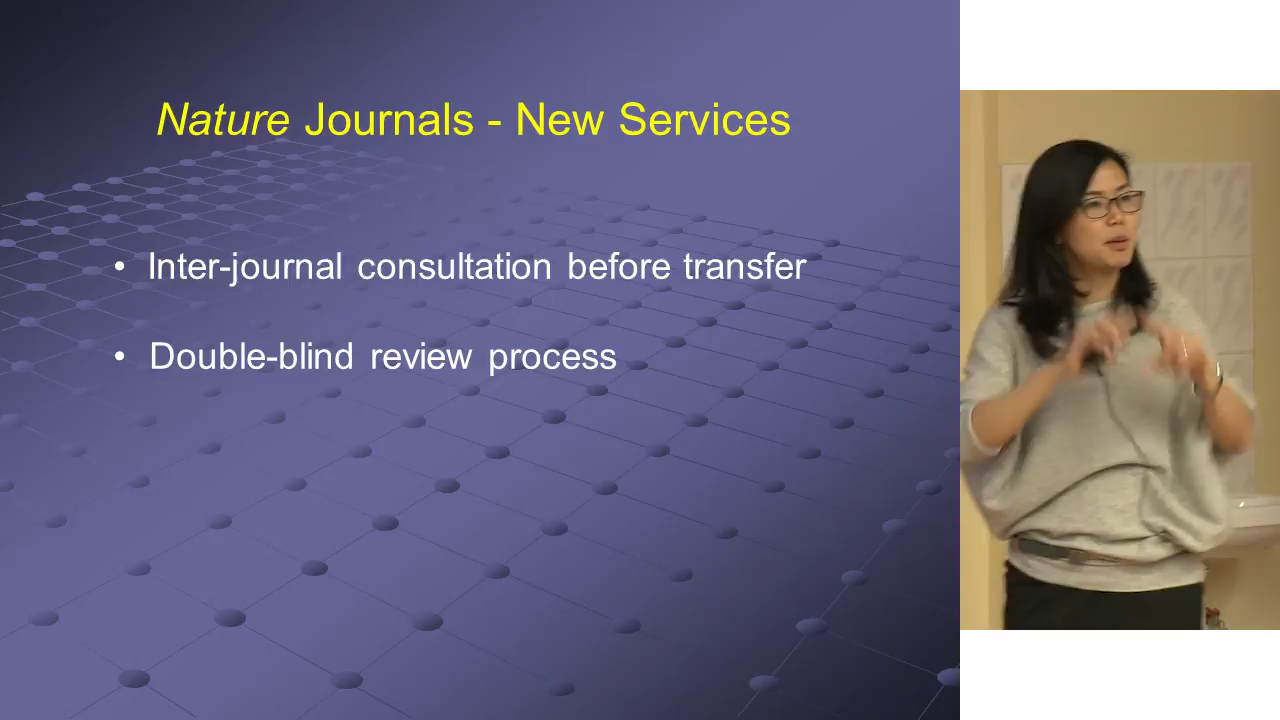 Nature Journals - New Services
• Inter-journal consultation before transfer
• Double-blind review process